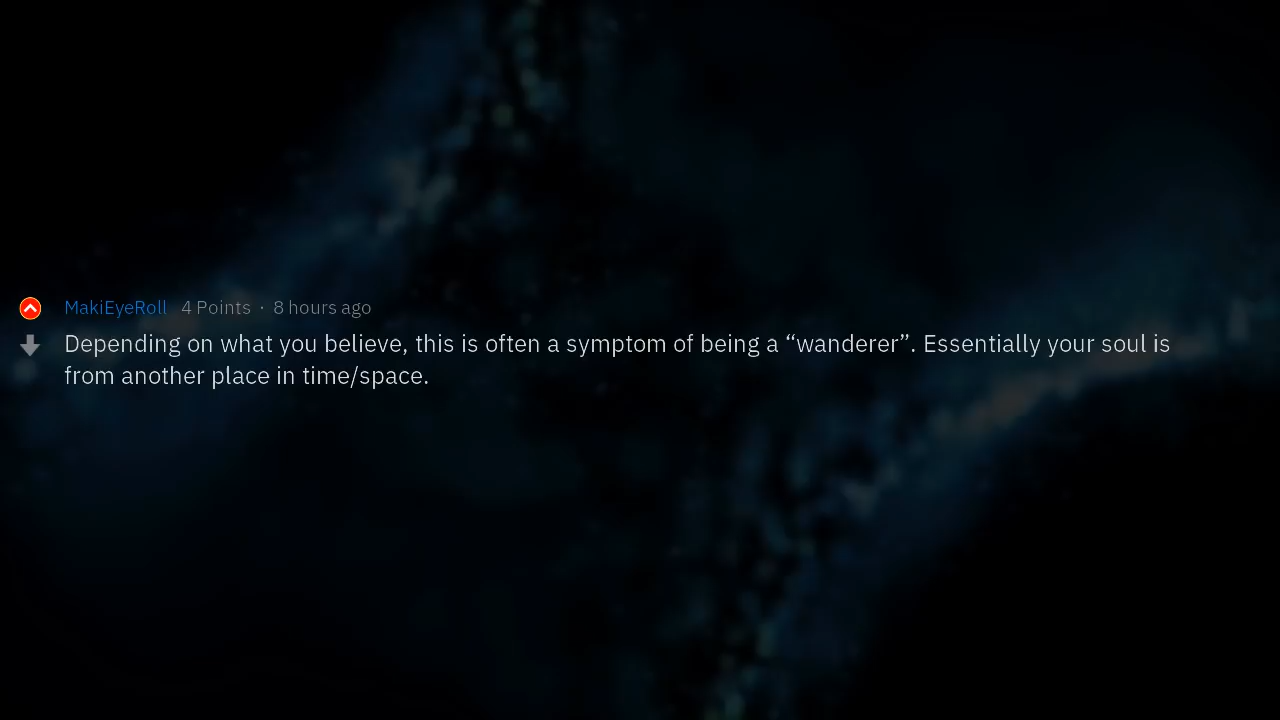 MakiEyeRoll 4 Points · 8 hours ago
Depending on what you believe, this is often a symptom of being a “wanderer”. Essentially your soul is
from another place in time/space.